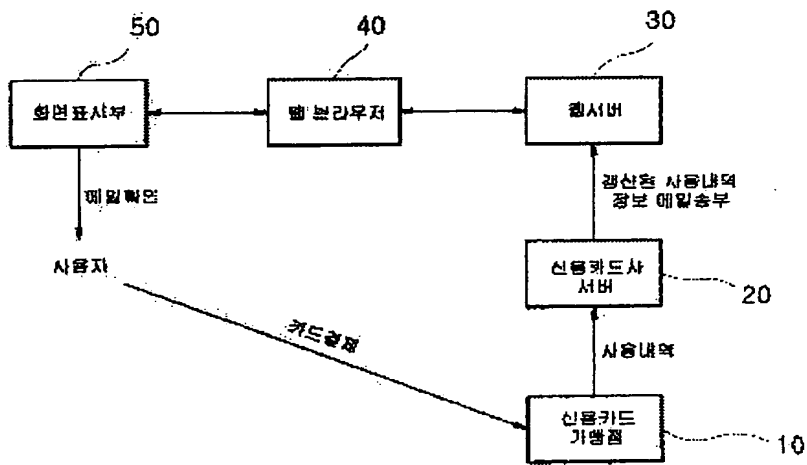 50
40
30
화면표시부
웹 브라우저
웹서버
메일확인
갱신된 사용내역
정보 메일송부
사용자
신용카드사
서버
20
카드결제
사용내역
신용카드
가맹점
10